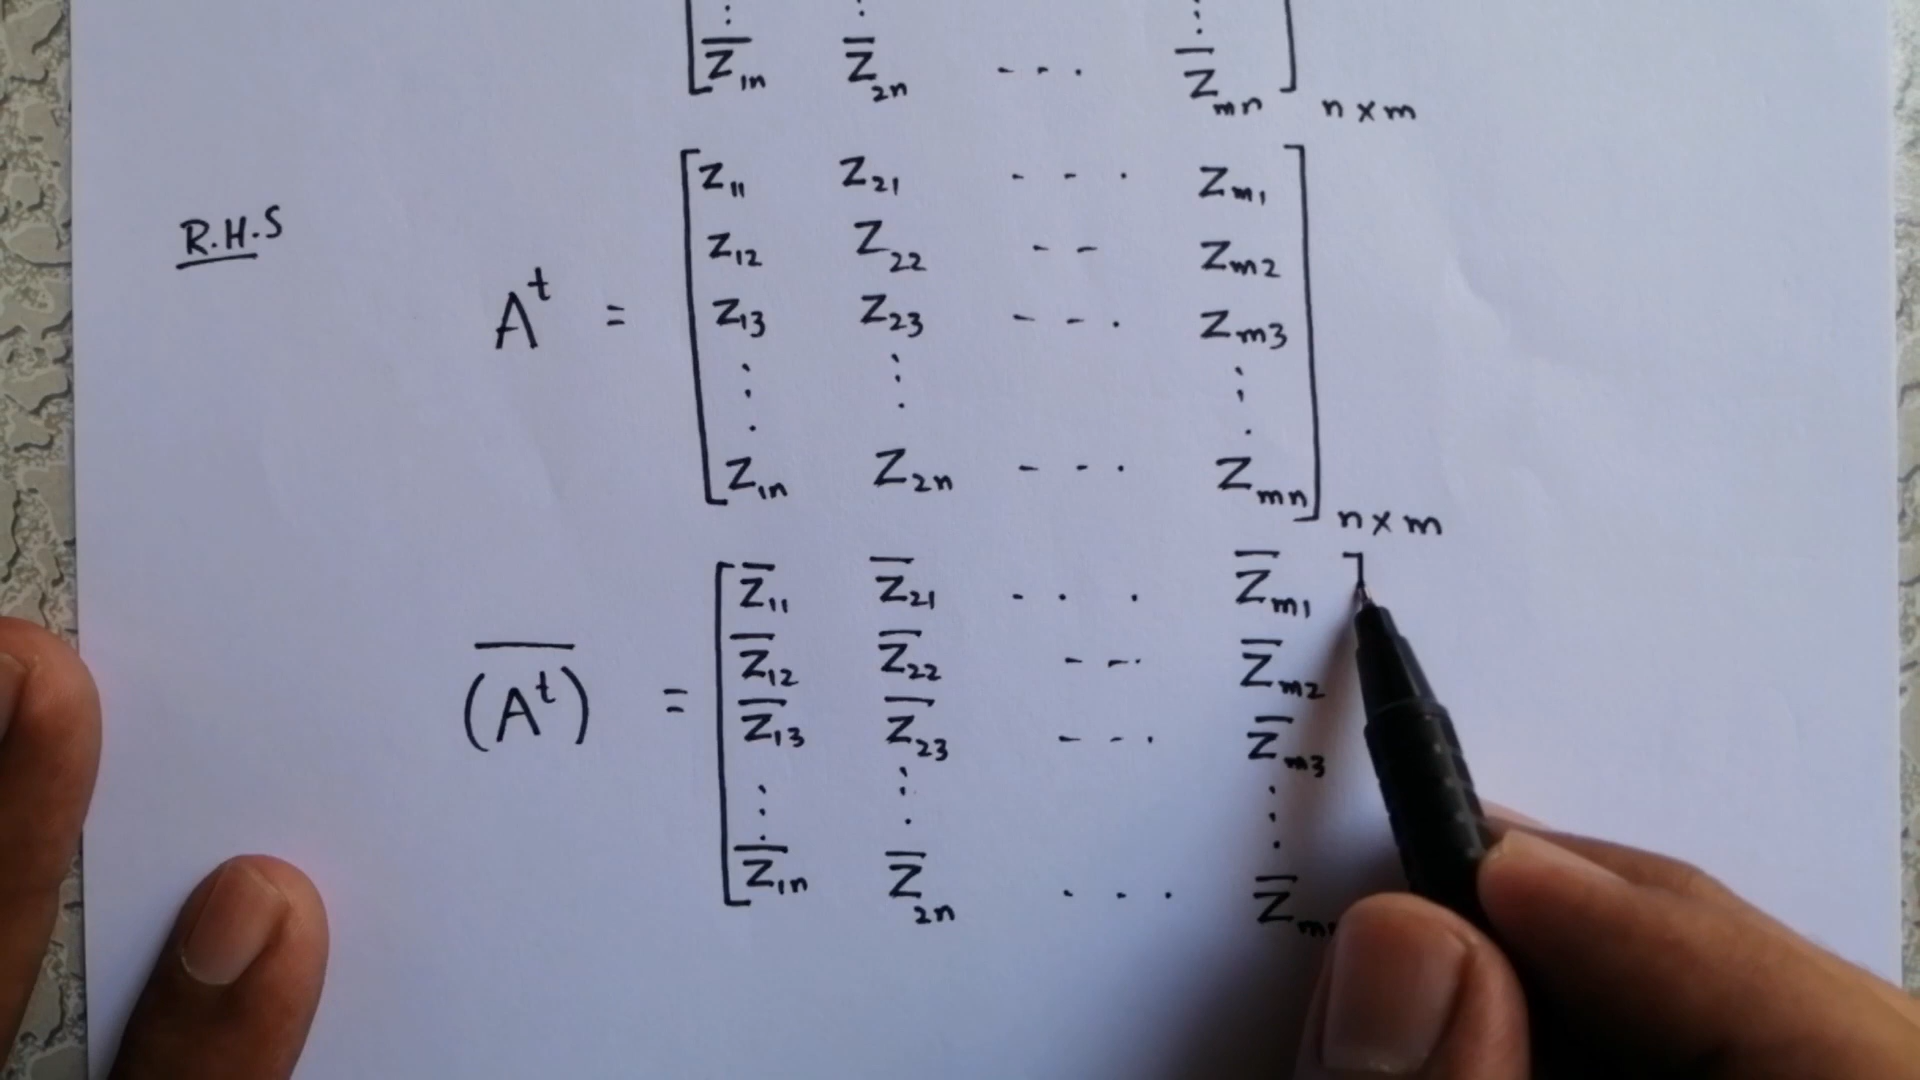 ⋮ ⋮ ⋮
Z̅₁ₙ Z̅₂ₙ - - . Z̅ₘₙ ] n × m
R.H.S
Aᵗ = [ Z₁₁ Z₂₁ - - . Zₘ₁
Z₁₂ Z₂₂ - - Zₘ₂
Z₁₃ Z₂₃ - - . Zₘ₃
⋮ ⋮ ⋮
Z₁ₙ Z₂ₙ - - . Zₘₙ ] n × m
(Aᵗ)̅ = [ Z̅₁₁ Z̅₂₁ . . . Z̅ₘ₁ ]
Z̅₁₂ Z̅₂₂ - - . Z̅ₘ₂
Z̅₁₃ Z̅₂₃ - - . Z̅ₘ₃
⋮ ⋮ ⋮
Z̅₁ₙ Z̅₂ₙ . . . Z̅ₘ